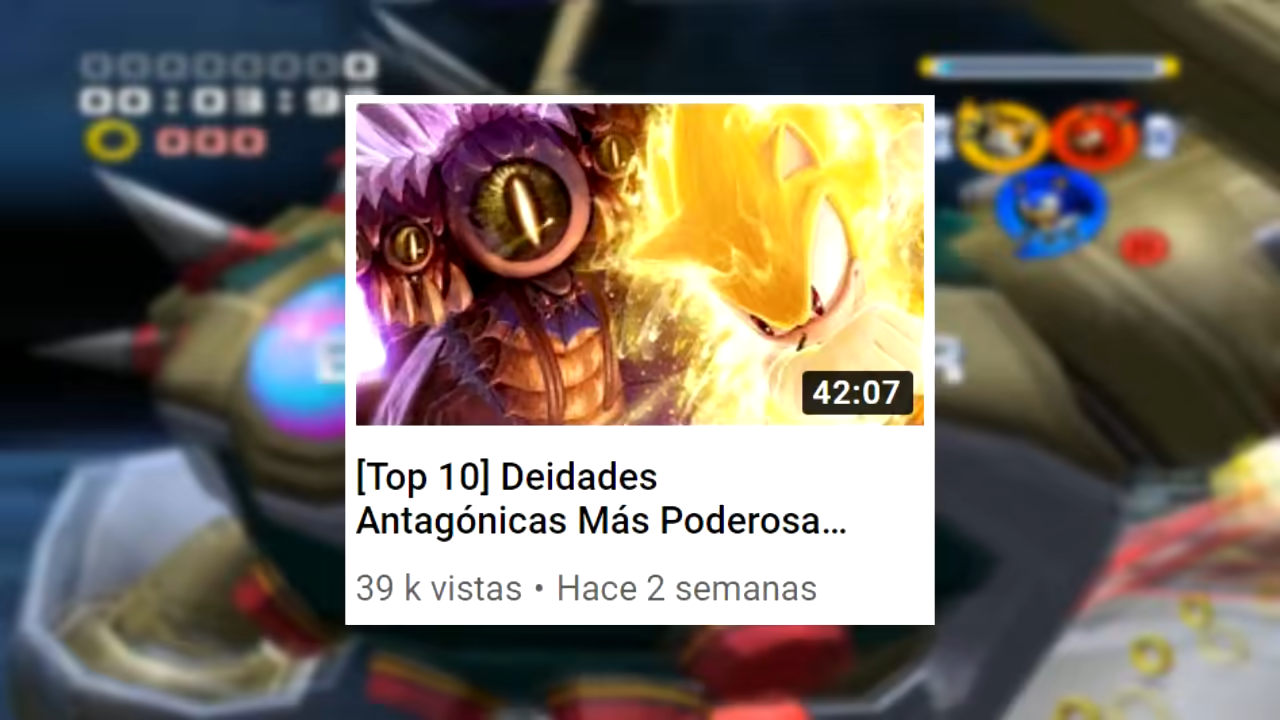 42:07
[Top 10] Deidades
Antagónicas Más Poderosa...
39 k vistas • Hace 2 semanas